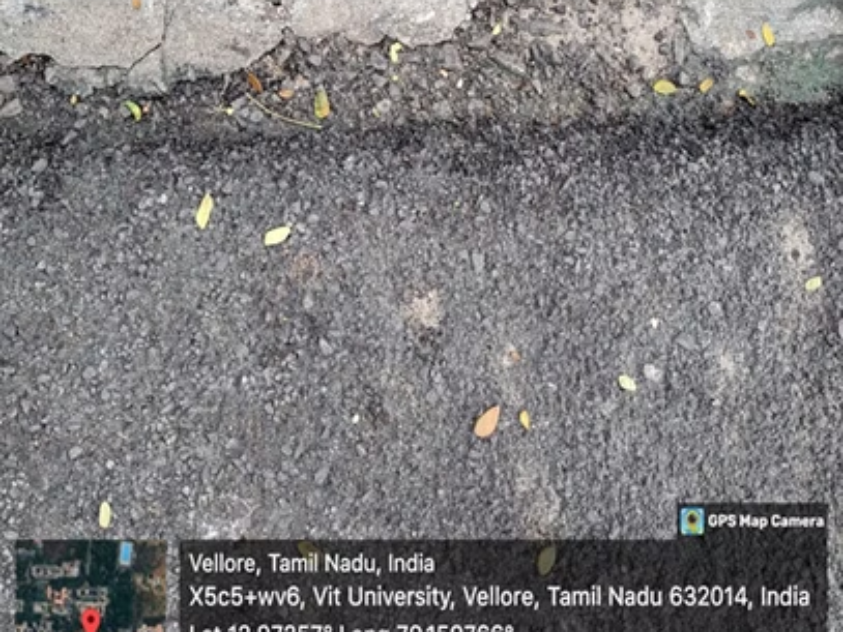 GPS Map Camera
Vellore, Tamil Nadu, India
X5c5+wv6, Vit University, Vellore, Tamil Nadu 632014, India